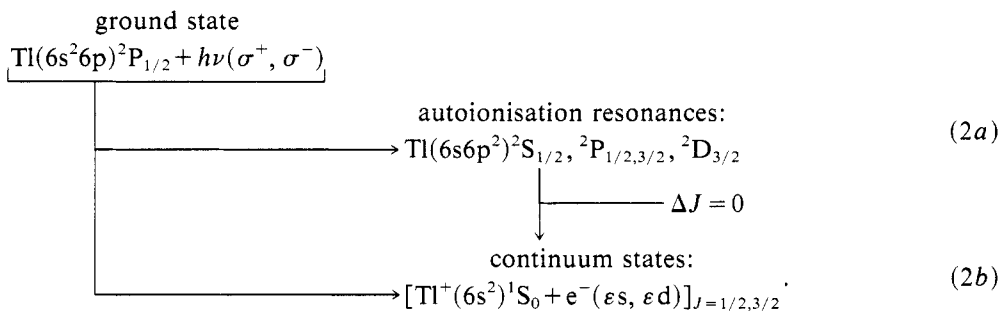 ground state
Tl(6s²6p)²P₁/₂ + hν(σ⁺, σ⁻)
autoionisation resonances:
(2a)
Tl(6s6p²)²S₁/₂, ²P₁/₂,₃/₂, ²D₃/₂
ΔJ = 0
continuum states:
(2b)
[Tl⁺(6s²)¹S₀ + e⁻(εs, εd)]J=1/2,3/2.